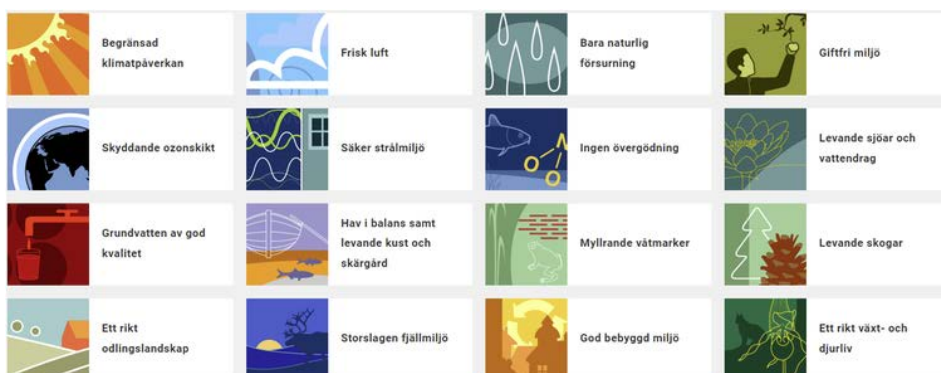 Begränsad
klimatpåverkan
Frisk luft
Bara naturlig
försurning
Giftfri miljö
Skyddande ozonskikt
Säker strålmiljö
Ingen övergödning
Levande sjöar och
vattendrag
Grundvatten av god
kvalitet
Hav i balans samt
levande kust och
skärgård
Myllrande våtmarker
Levande skogar
Ett rikt
odlingslandskap
Storslagen fjällmiljö
God bebyggd miljö
Ett rikt växt- och
djurliv